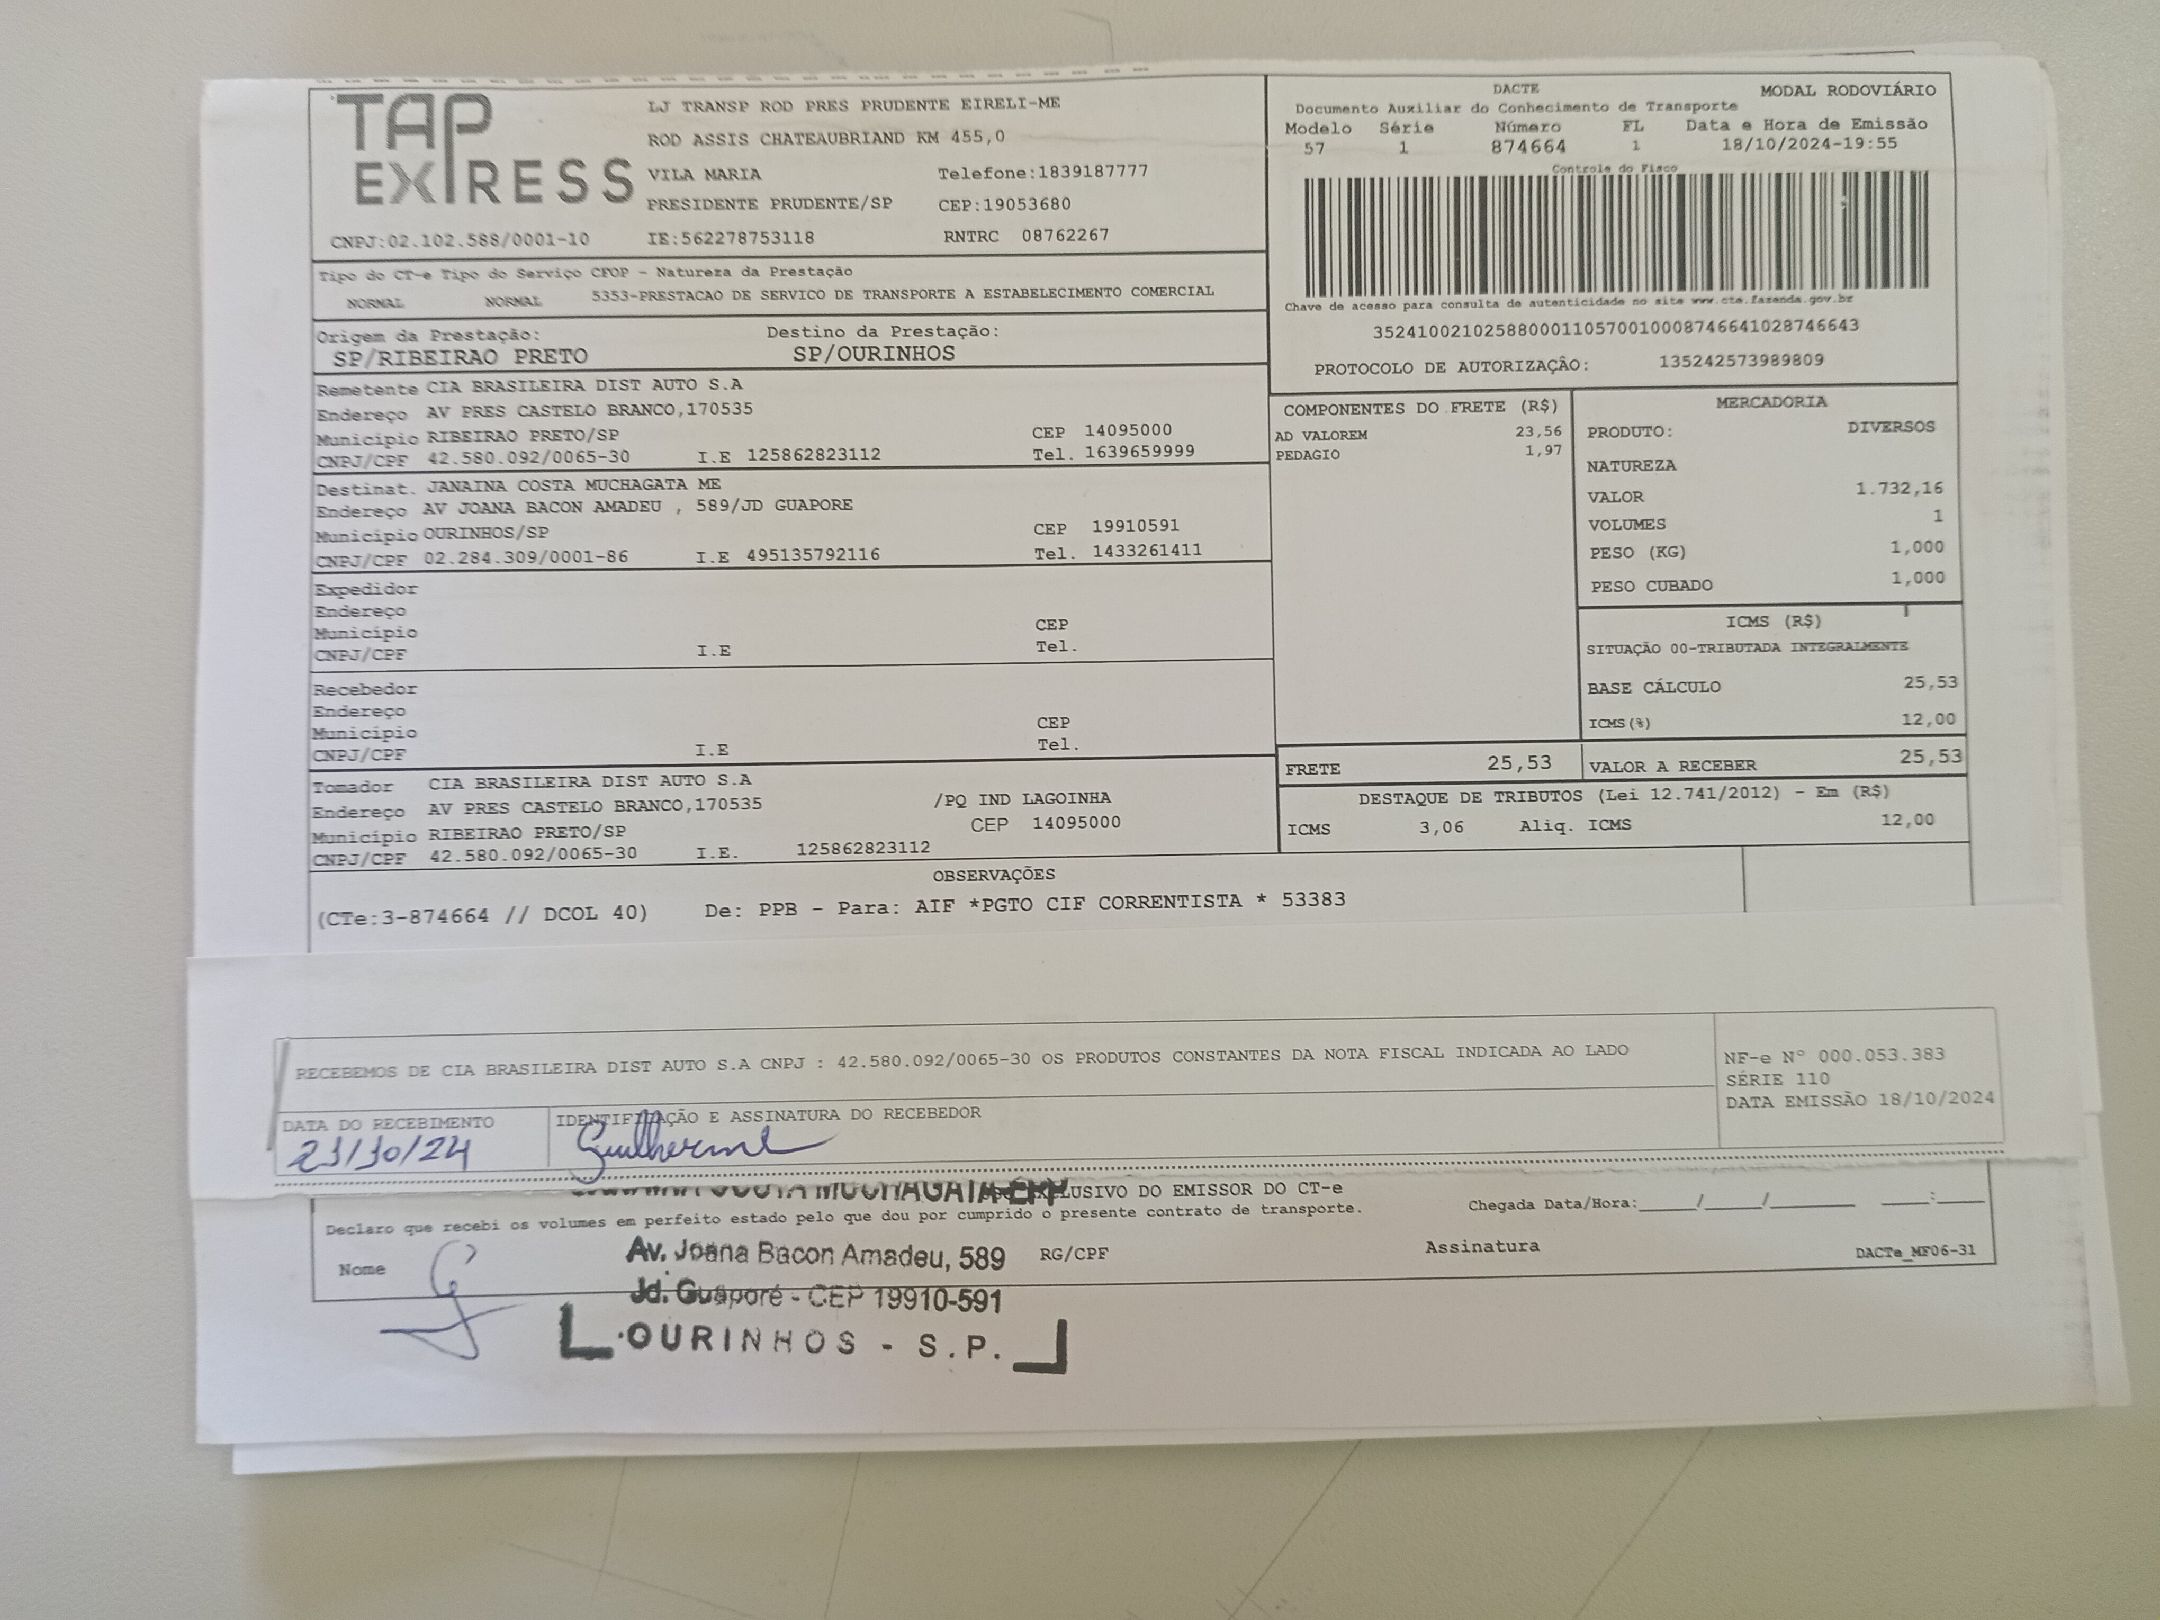 TAP EXPRESS
LJ TRANSP ROD PRES PRUDENTE EIRELI-ME
ROD ASSIS CHATEAUBRIAND KM 455,0
VILA MARIA Telefone:1839187777
PRESIDENTE PRUDENTE/SP CEP:19053680
CNPJ:02.102.588/0001-10 IE:562278753118 RNTRC 08762267
DACTE MODAL RODOVIÁRIO
Documento Auxiliar do Conhecimento de Transporte
Modelo Série Número FL Data e Hora de Emissão
57 1 874664 1 18/10/2024-19:55
Controle do Fisco
Chave de acesso para consulta de autenticidade no site www.cte.fazenda.gov.br
35241002102588000110570010008746641028746643
PROTOCOLO DE AUTORIZAÇÃO: 135242573989809
Tipo do CT-e Tipo do Serviço CFOP - Natureza da Prestação
NORMAL NORMAL 5353-PRESTACAO DE SERVICO DE TRANSPORTE A ESTABELECIMENTO COMERCIAL
Origem da Prestação: Destino da Prestação:
SP/RIBEIRAO PRETO SP/OURINHOS
Remetente CIA BRASILEIRA DIST AUTO S.A
Endereço AV PRES CASTELO BRANCO,170535
Município RIBEIRAO PRETO/SP CEP 14095000
CNPJ/CPF 42.580.092/0065-30 I.E 125862823112 Tel. 1639659999
Destinat. JANAINA COSTA MUCHAGATA ME
Endereço AV JOANA BACON AMADEU , 589/JD GUAPORE
Município OURINHOS/SP CEP 19910591
CNPJ/CPF 02.284.309/0001-86 I.E 495135792116 Tel. 1433261411
Expedidor
Endereço
Município CEP
CNPJ/CPF I.E Tel.
Recebedor
Endereço
Município CEP
CNPJ/CPF I.E Tel.
Tomador CIA BRASILEIRA DIST AUTO S.A
Endereço AV PRES CASTELO BRANCO,170535 /PQ IND LAGOINHA
Município RIBEIRAO PRETO/SP CEP 14095000
CNPJ/CPF 42.580.092/0065-30 I.E. 125862823112
COMPONENTES DO FRETE (R$)
AD VALOREM 23,56
PEDAGIO 1,97
MERCADORIA
PRODUTO: DIVERSOS
NATUREZA
VALOR 1.732,16
VOLUMES 1
PESO (KG) 1,000
PESO CUBADO 1,000
ICMS (R$)
SITUAÇÃO 00-TRIBUTADA INTEGRALMENTE
BASE CÁLCULO 25,53
ICMS(%) 12,00
FRETE 25,53 VALOR A RECEBER 25,53
DESTAQUE DE TRIBUTOS (Lei 12.741/2012) - Em (R$)
ICMS 3,06 Aliq. ICMS 12,00
OBSERVAÇÕES
(CTe:3-874664 // DCOL 40) De: PPB - Para: AIF *PGTO CIF CORRENTISTA * 53383
RECEBEMOS DE CIA BRASILEIRA DIST AUTO S.A CNPJ : 42.580.092/0065-30 OS PRODUTOS CONSTANTES DA NOTA FISCAL INDICADA AO LADO
NF-e N° 000.053.383
SÉRIE 110
DATA EMISSÃO 18/10/2024
DATA DO RECEBIMENTO IDENTIFICAÇÃO E ASSINATURA DO RECEBEDOR
21/10/24 Guilherme
COSTA MUCHAGATA EXCLUSIVO DO EMISSOR DO CT-e
Declaro que recebi os volumes em perfeito estado pelo que dou por cumprido o presente contrato de transporte. Chegada Data/Hora:_____/_____/_______ ____:____
Nome RG/CPF Assinatura DACTe_MF06-31
Av. Joana Bacon Amadeu, 589
Jd. Guaporé - CEP 19910-591
OURINHOS - S.P.